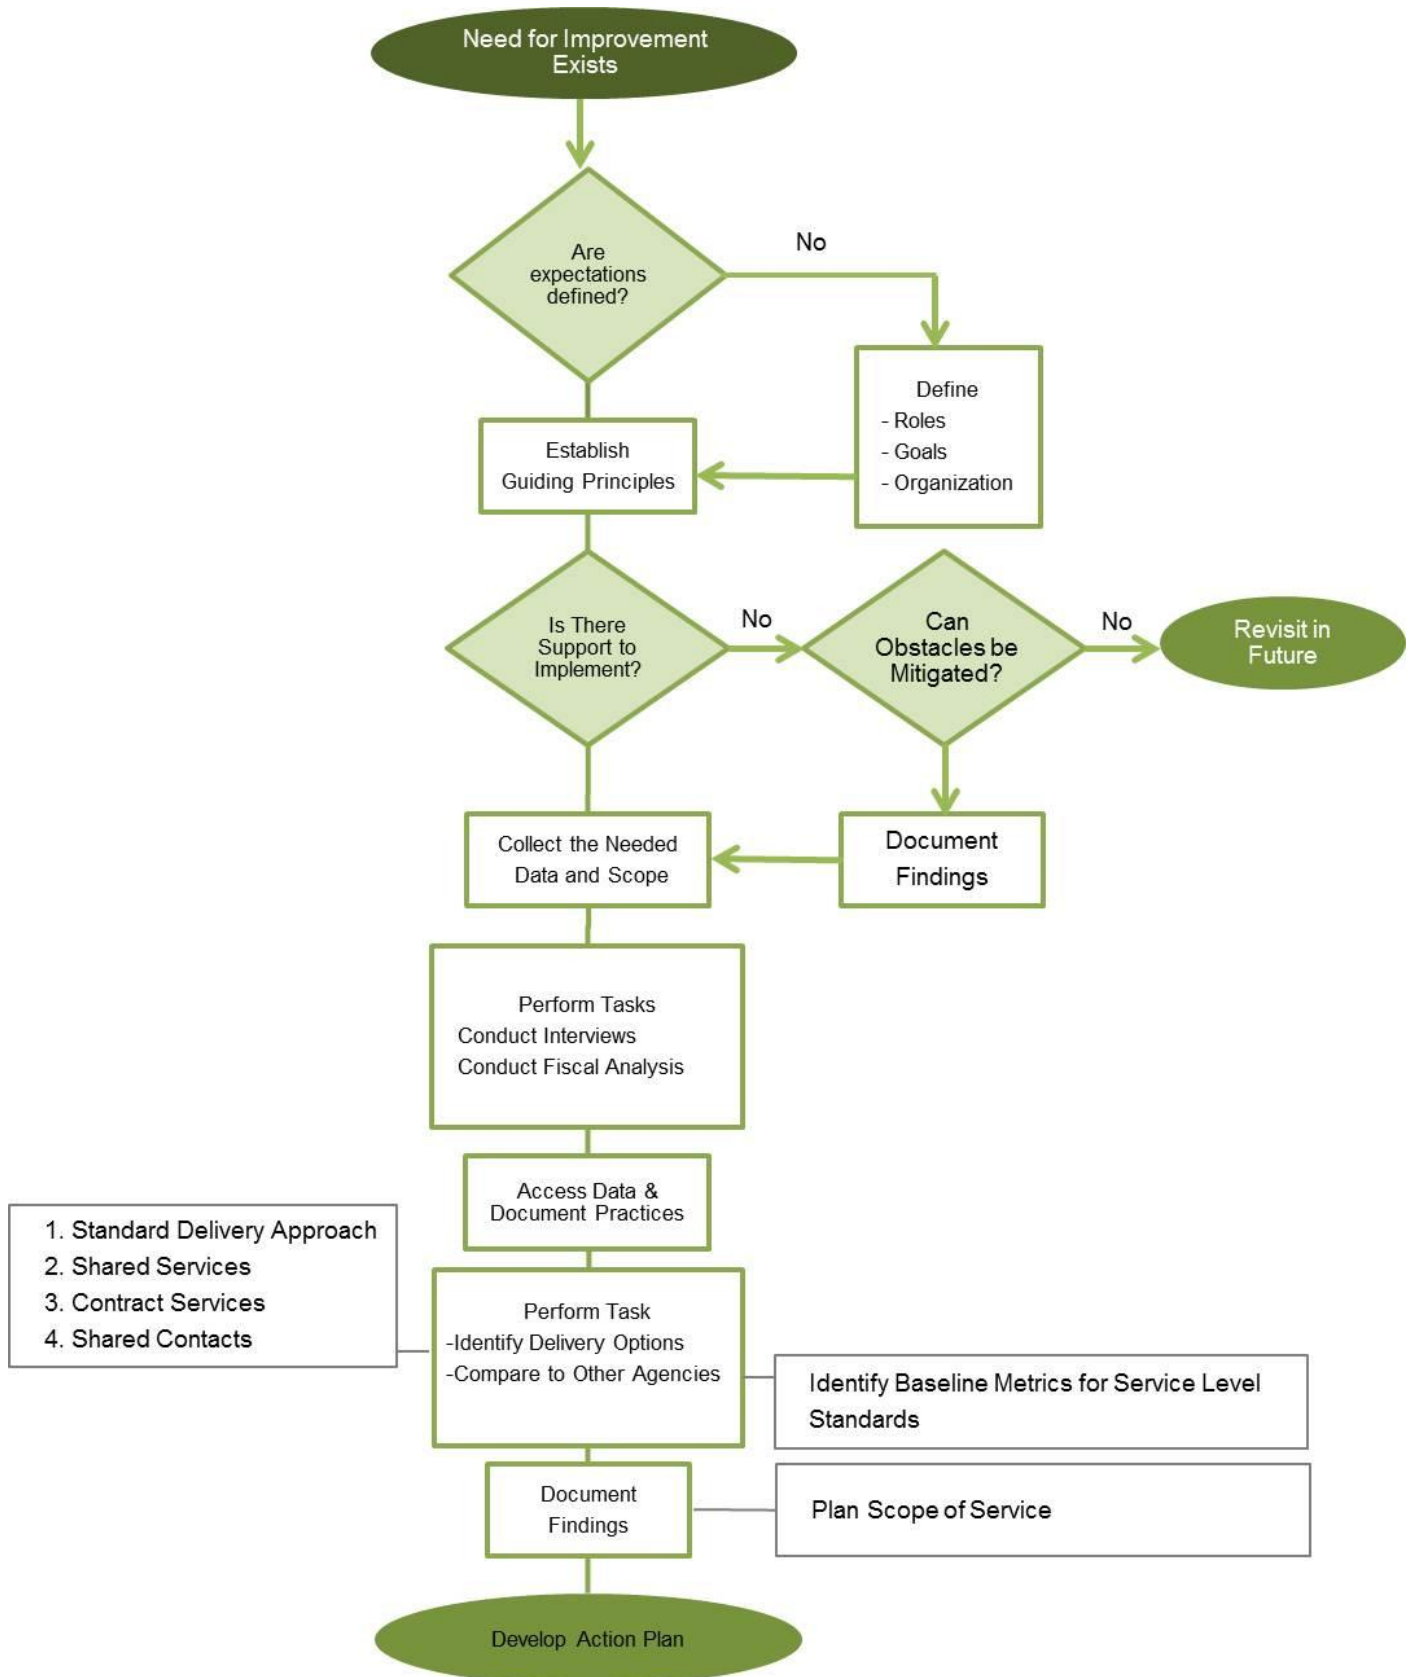 Need for Improvement
Exists
Are
expectations
defined?
No
Define
- Roles
- Goals
- Organization
Establish
Guiding Principles
Is There
Support to
Implement?
No
Can
Obstacles be
Mitigated?
No
Revisit in
Future
Collect the Needed
Data and Scope
Document
Findings
Perform Tasks
Conduct Interviews
Conduct Fiscal Analysis
Access Data &
Document Practices
1. Standard Delivery Approach
2. Shared Services
3. Contract Services
4. Shared Contacts
Perform Task
-Identify Delivery Options
-Compare to Other Agencies
Identify Baseline Metrics for Service Level
Standards
Document
Findings
Plan Scope of Service
Develop Action Plan